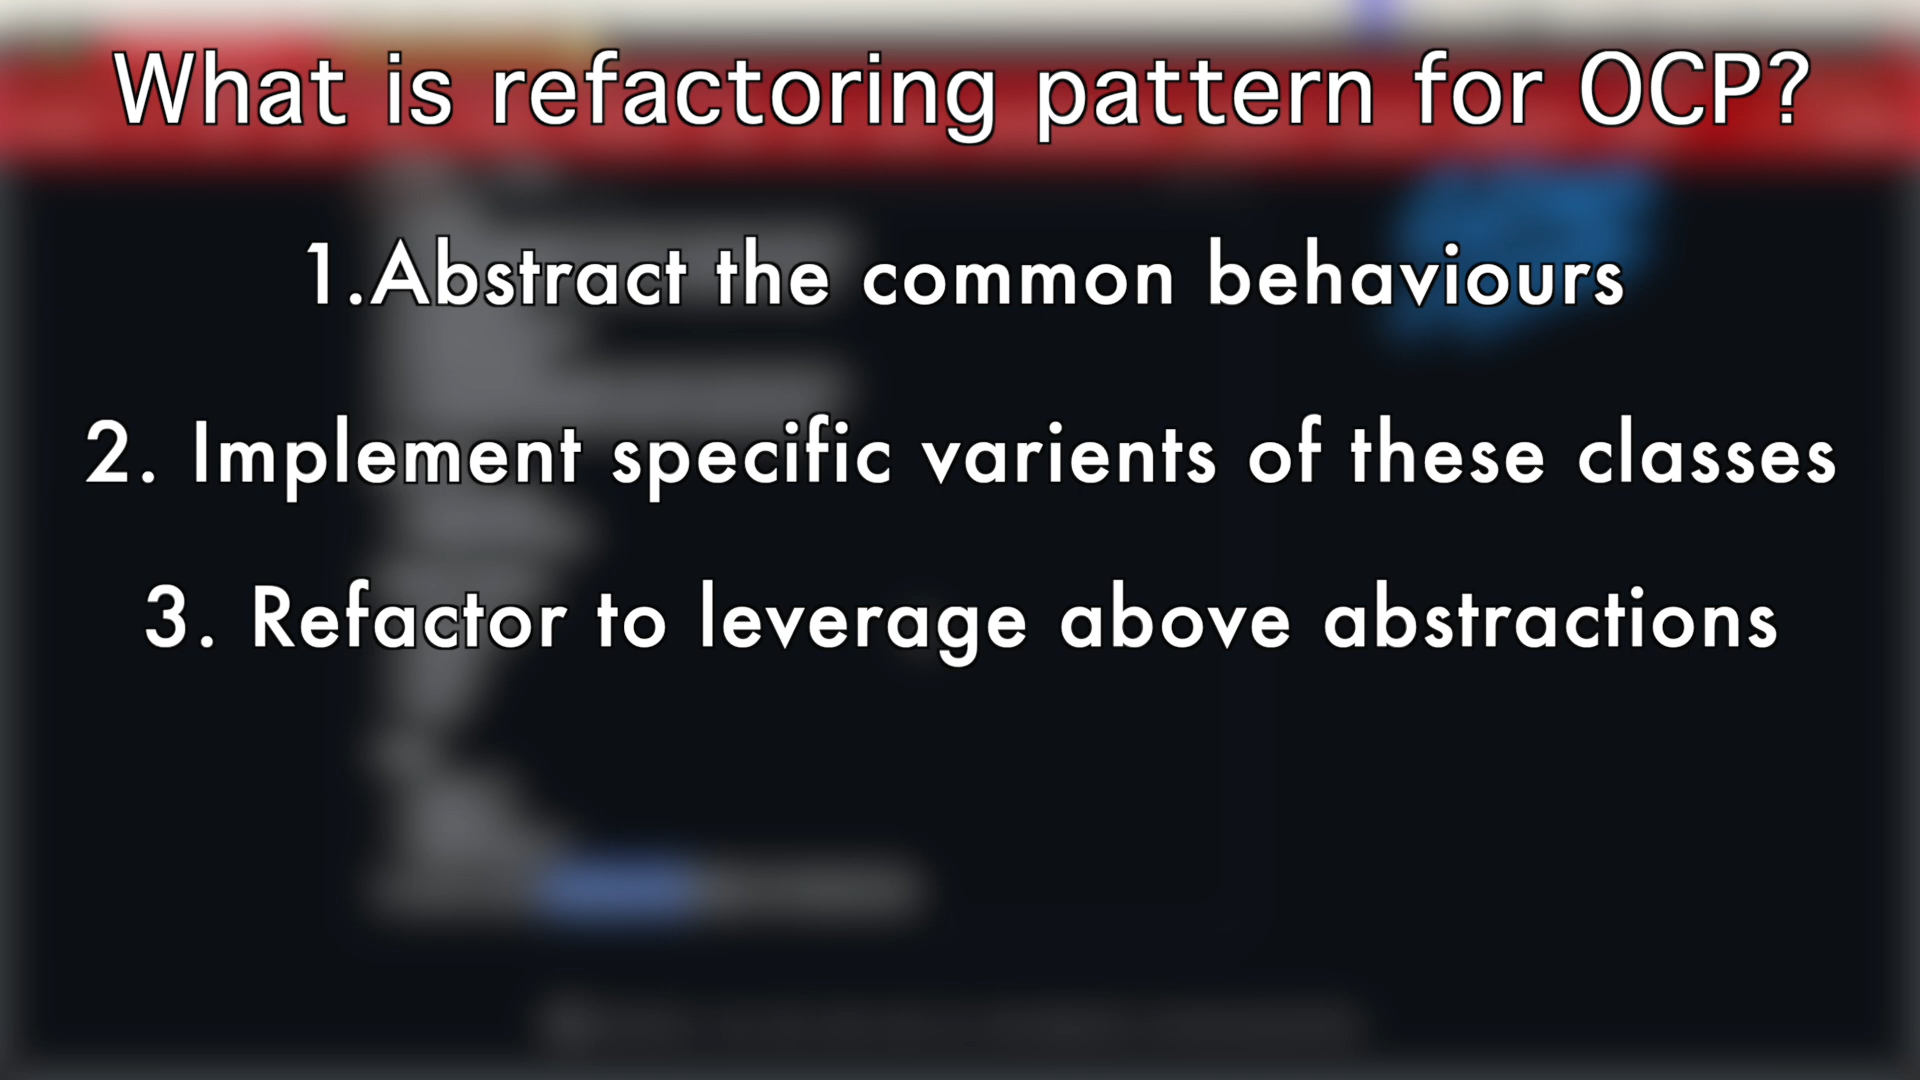 What is refactoring pattern for OCP?
1.Abstract the common behaviours
2. Implement specific varients of these classes
3. Refactor to leverage above abstractions